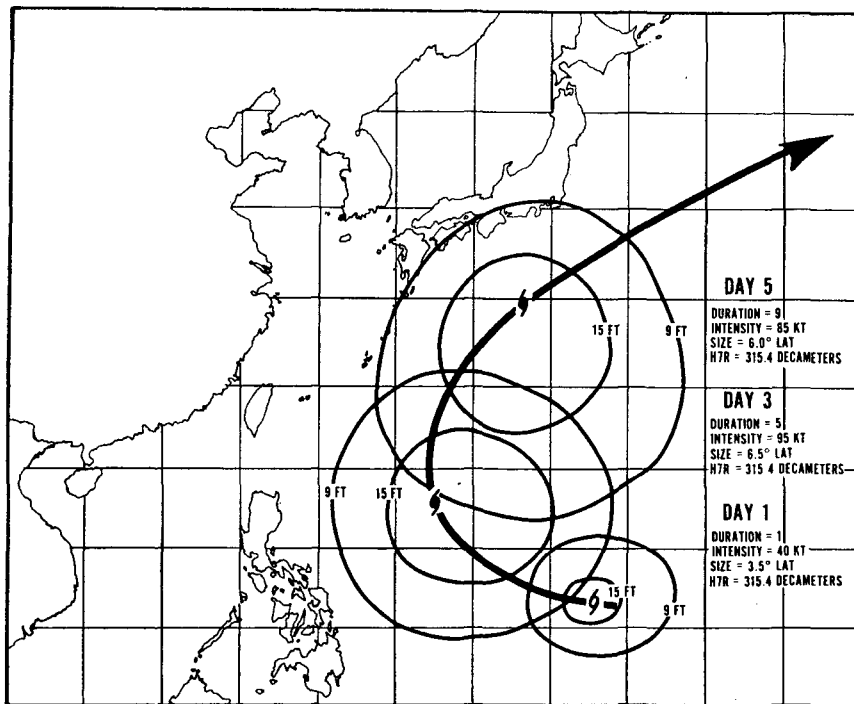 DAY 5
DURATION = 9
INTENSITY = 85 KT
SIZE = 6.0° LAT
H7R = 315.4 DECAMETERS
15 FT
9 FT
DAY 3
DURATION = 5
INTENSITY = 95 KT
SIZE = 6.5° LAT
H7R = 315.4 DECAMETERS
9 FT
15 FT
DAY 1
DURATION = 1
INTENSITY = 40 KT
SIZE = 3.5° LAT
H7R = 315.4 DECAMETERS
15 FT
9 FT